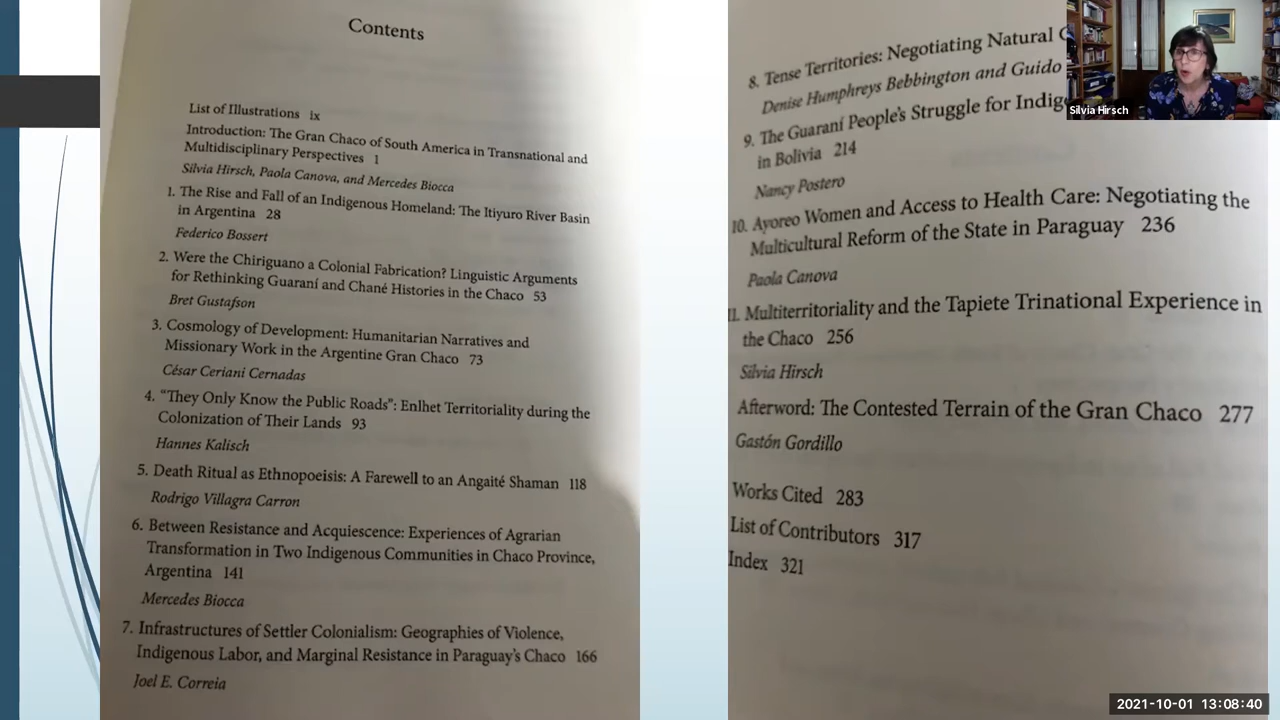 Contents
List of Illustrations ix
Introduction: The Gran Chaco of South America in Transnational and
Multidisciplinary Perspectives 1
Silvia Hirsch, Paola Canova, and Mercedes Biocca
1. The Rise and Fall of an Indigenous Homeland: The Itiyuro River Basin
in Argentina 28
Federico Bossert
2. Were the Chiriguano a Colonial Fabrication? Linguistic Arguments
for Rethinking Guaraní and Chané Histories in the Chaco 53
Bret Gustafson
3. Cosmology of Development: Humanitarian Narratives and
Missionary Work in the Argentine Gran Chaco 73
César Ceriani Cernadas
4. “They Only Know the Public Roads”: Enlhet Territoriality during the
Colonization of Their Lands 93
Hannes Kalisch
5. Death Ritual as Ethnopoeisis: A Farewell to an Angaité Shaman 118
Rodrigo Villagra Carron
6. Between Resistance and Acquiescence: Experiences of Agrarian
Transformation in Two Indigenous Communities in Chaco Province,
Argentina 141
Mercedes Biocca
7. Infrastructures of Settler Colonialism: Geographies of Violence,
Indigenous Labor, and Marginal Resistance in Paraguay’s Chaco 166
Joel E. Correia
8. Tense Territories: Negotiating Natural
Denise Humphreys Bebbington and Guido
9. The Guaraní People’s Struggle for
in Bolivia 214
Nancy Postero
10. Ayoreo Women and Access to Health Care: Negotiating the
Multicultural Reform of the State in Paraguay 236
Paola Canova
11. Multiterritoriality and the Tapiete Trinational Experience in
the Chaco 256
Silvia Hirsch
Afterword: The Contested Terrain of the Gran Chaco 277
Gastón Gordillo
Works Cited 283
List of Contributors 317
Index 321
Silvia Hirsch
2021-10-01 13:08:40